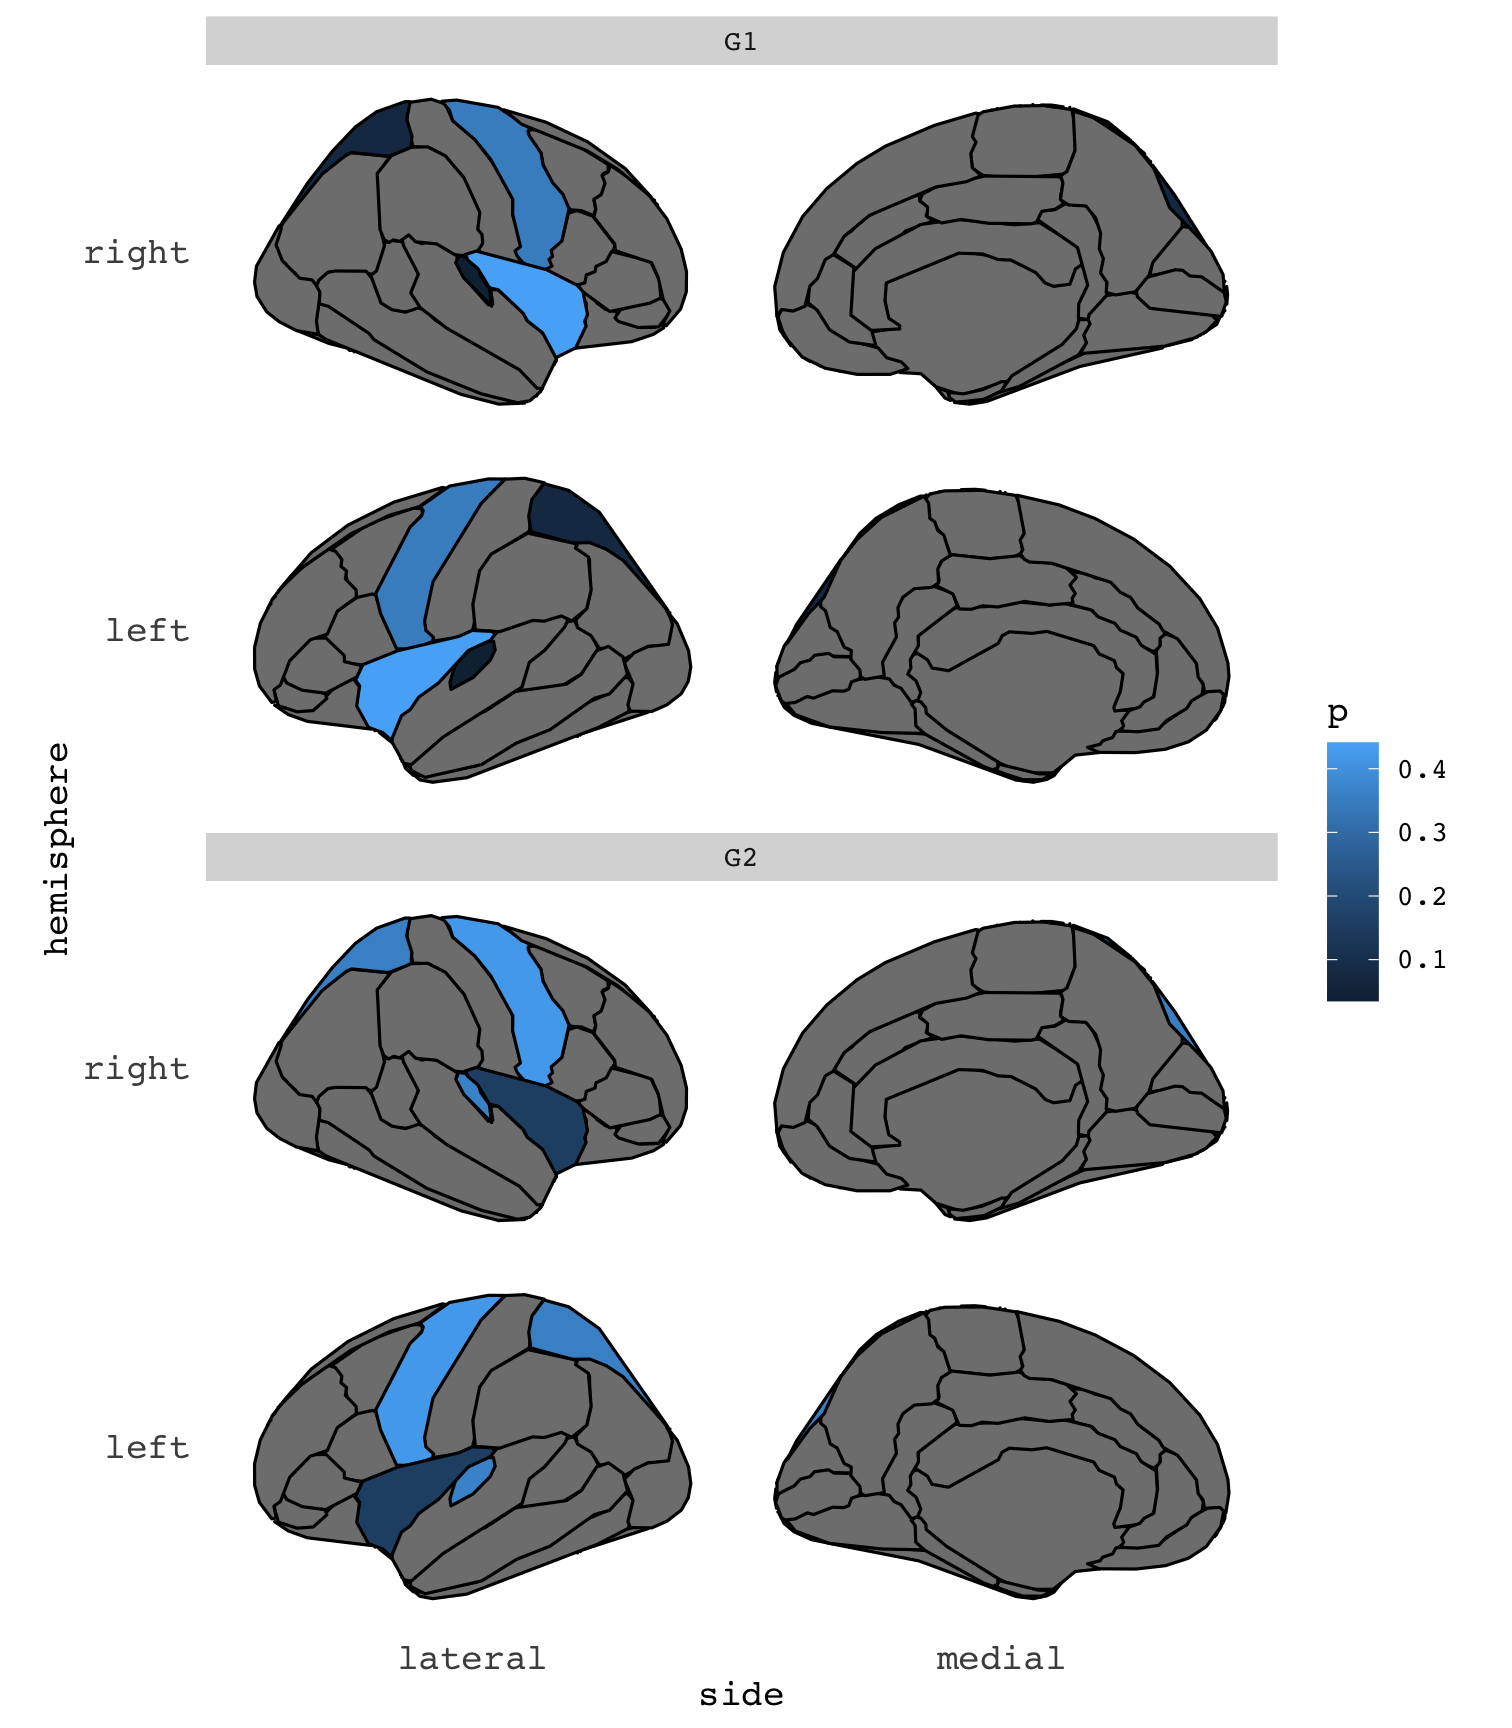 G1
right
left
hemisphere
p
0.4
0.3
0.2
0.1
G2
right
left
lateral
medial
side